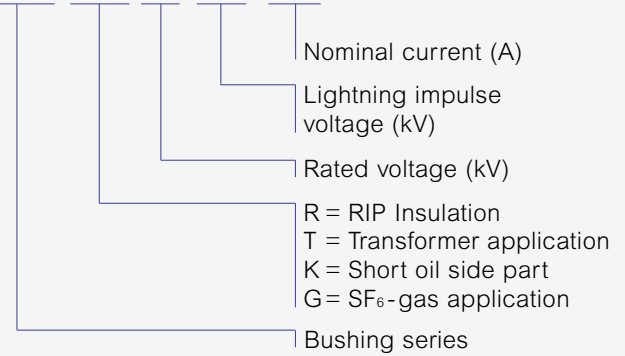 Nominal current (A)
Lightning impulse
voltage (kV)
Rated voltage (kV)
R = RIP Insulation
T = Transformer application
K = Short oil side part
G = SF₆-gas application
Bushing series